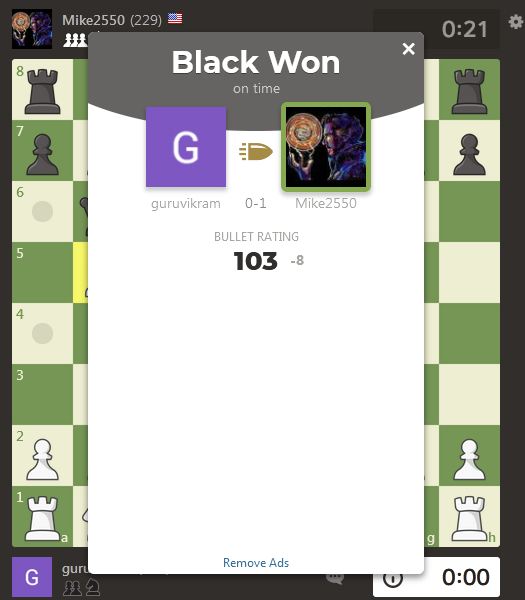 Mike2550 (229)
0:21
Black Won
on time
G
guruvikram 0-1 Mike2550
BULLET RATING
103 -8
8
7
6
5
4
3
2
1
a
g
h
Remove Ads
G
guru
0:00